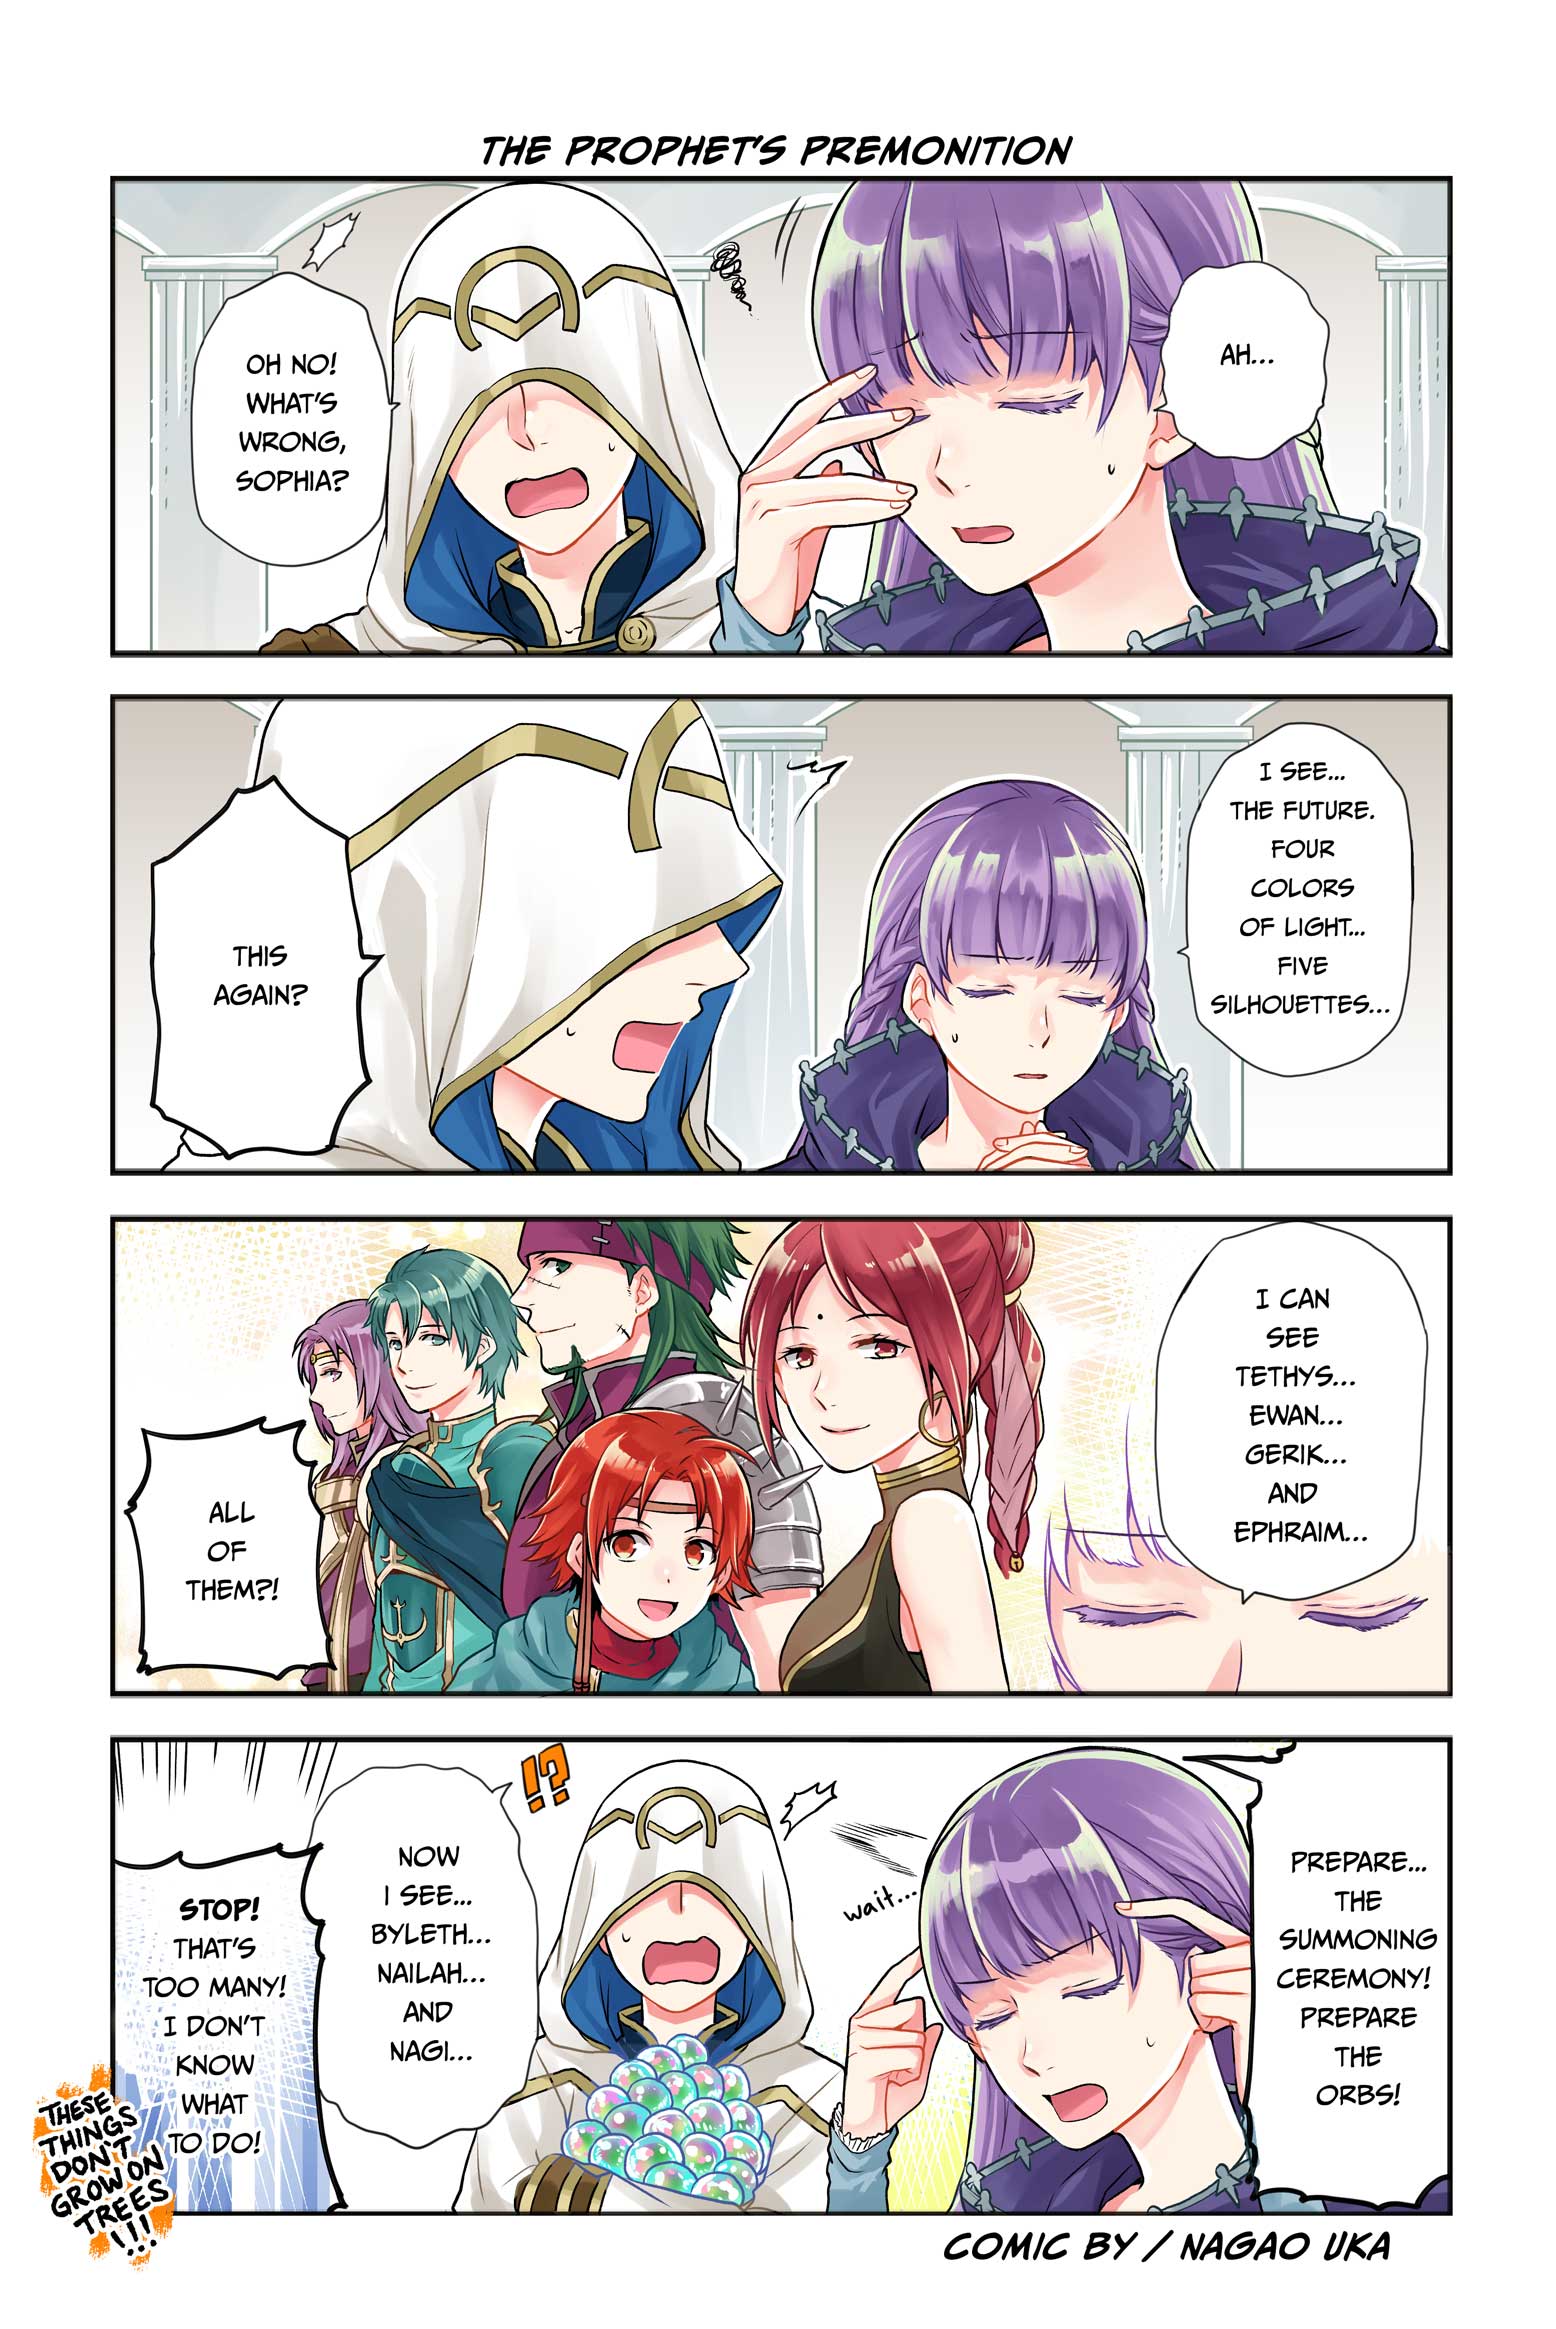 THE PROPHET'S PREMONITION
AH...
OH NO!
WHAT'S
WRONG,
SOPHIA?
I SEE...
THE FUTURE.
FOUR
COLORS
OF LIGHT...
FIVE
SILHOUETTES...
THIS
AGAIN?
I CAN
SEE
TETHYS...
EWAN...
GERIK...
AND
EPHRAIM...
ALL
OF
THEM?!
PREPARE...
THE
SUMMONING
CEREMONY!
PREPARE
THE
ORBS!
wait...
!?
NOW
I SEE...
BYLETH...
NAILAH...
AND
NAGI...
STOP!
THAT'S
TOO MANY!
I DON'T
KNOW
WHAT
TO DO!
THESE
THINGS
DON'T
GROW ON
TREES
!!!
COMIC BY / NAGAO UKA